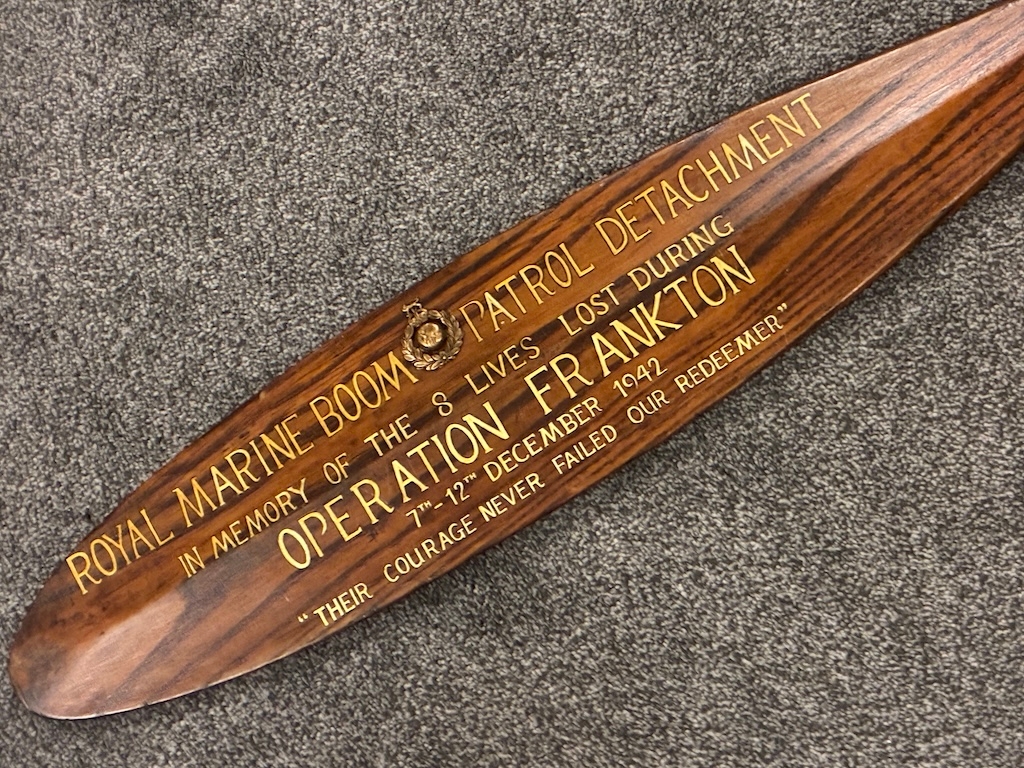 ROYAL MARINE BOOM PATROL DETACHMENT
IN MEMORY OF THE 8 LIVES LOST DURING
OPERATION FRANKTON
7TH-12TH DECEMBER 1942
"THEIR COURAGE NEVER FAILED OUR REDEEMER"